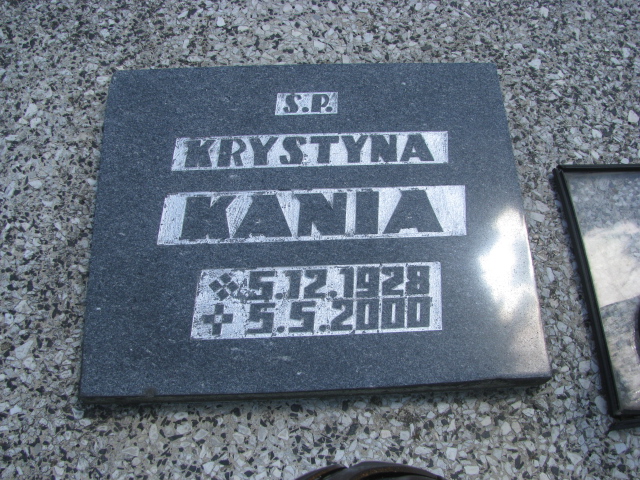 Ś.P.
KRYSTYNA
KANIA
5.12.1928
5.5.2000